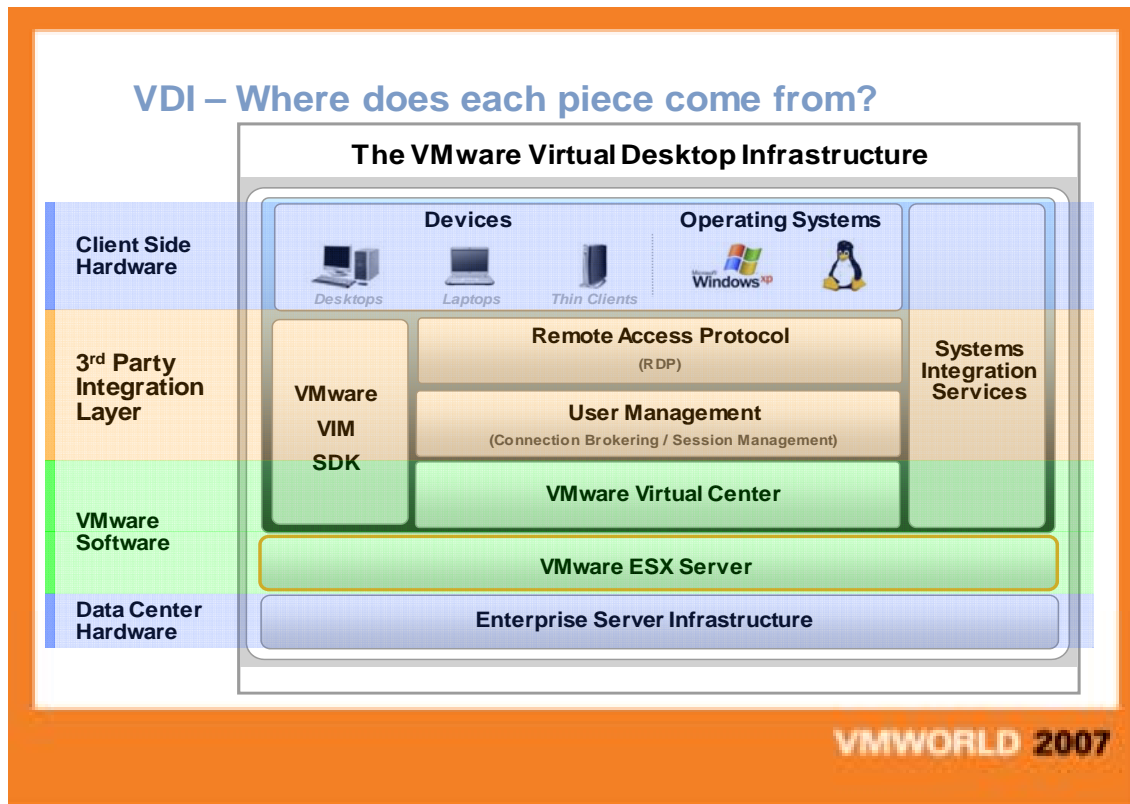 VDI – Where does each piece come from?
The VMware Virtual Desktop Infrastructure
Client Side
Hardware
Devices
Operating Systems
Desktops
Laptops
Thin Clients
Microsoft
Windows xp
3rd Party
Integration
Layer
VMware
VIM
SDK
Remote Access Protocol
(RDP)
User Management
(Connection Brokering / Session Management)
Systems
Integration
Services
VMware
Software
VMware Virtual Center
VMware ESX Server
Data Center
Hardware
Enterprise Server Infrastructure
VMWORLD 2007